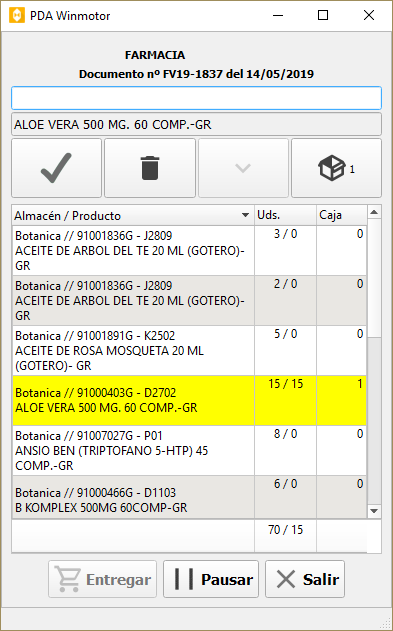 PDA Winmotor
FARMACIA
Documento nº FV19-1837 del 14/05/2019
ALOE VERA 500 MG. 60 COMP.-GR
1
Almacén / Producto Uds. Caja
Botanica // 91001836G - J2809 3 / 0 0
ACEITE DE ARBOL DEL TE 20 ML (GOTERO)-
GR
Botanica // 91001836G - J2809 2 / 0 0
ACEITE DE ARBOL DEL TE 20 ML (GOTERO)-
GR
Botanica // 91001891G - K2502 5 / 0 0
ACEITE DE ROSA MOSQUETA 20 ML
(GOTERO)- GR
Botanica // 91000403G - D2702 15 / 15 1
ALOE VERA 500 MG. 60 COMP.-GR
Botanica // 91007027G - P01 8 / 0 0
ANSIO BEN (TRIPTOFANO 5-HTP) 45
COMP.-GR
Botanica // 91000466G - D1103 6 / 0 0
B KOMPLEX 500MG 60COMP-GR
70 / 15
Entregar Pausar Salir